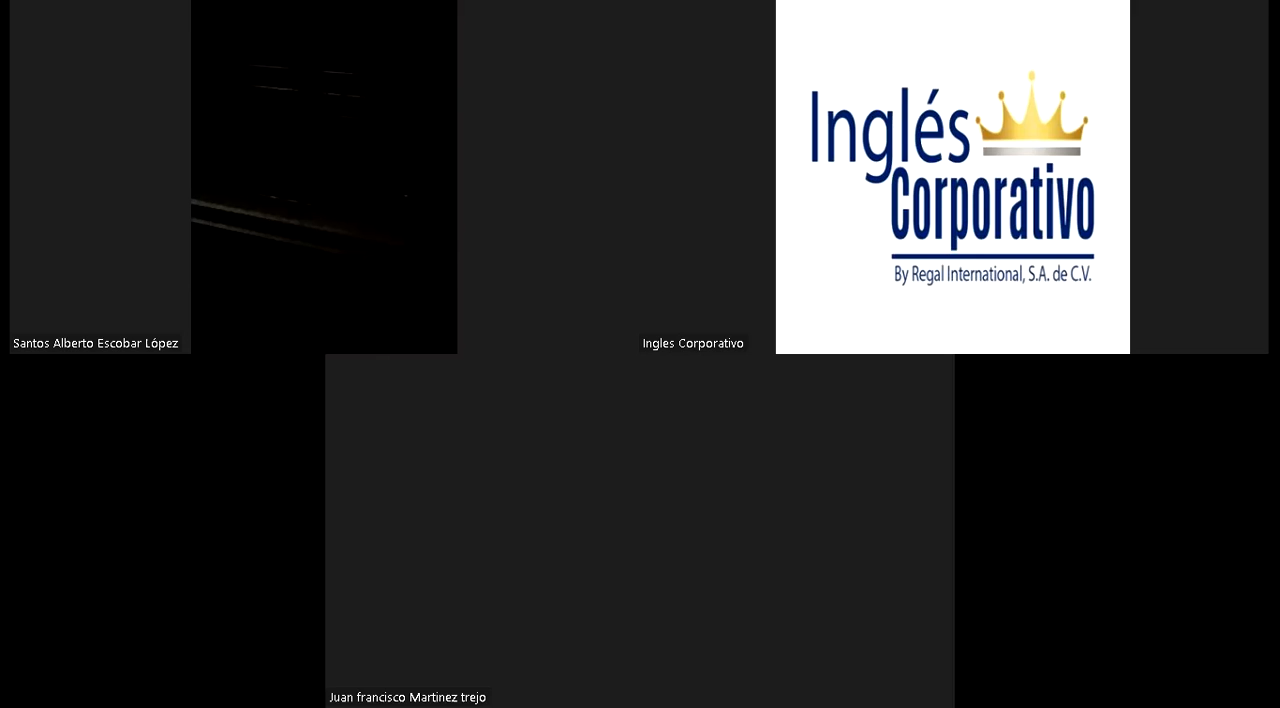 Inglés
Corporativo
By Regal International, S.A. de C.V.
Santos Alberto Escobar López
Ingles Corporativo
Juan francisco Martinez trejo